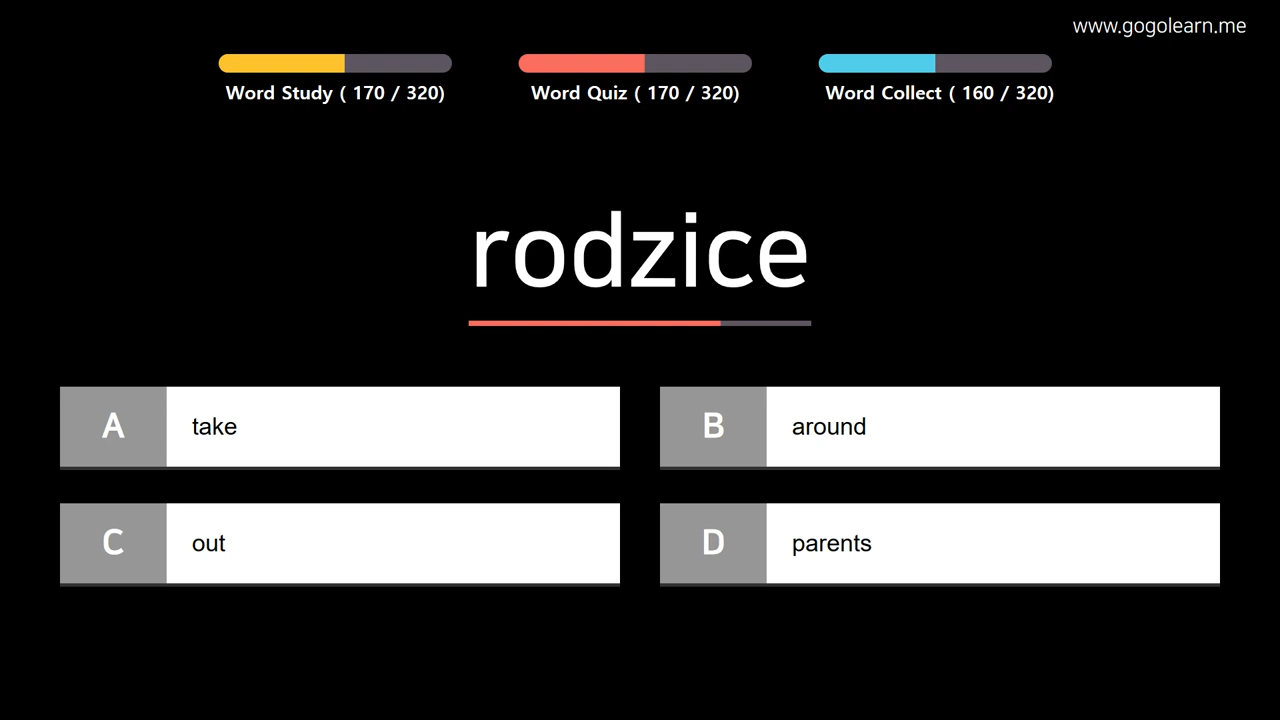 www.gogolearn.me
Word Study ( 170 / 320)
Word Quiz ( 170 / 320)
Word Collect ( 160 / 320)
rodzice
A take
B around
C out
D parents